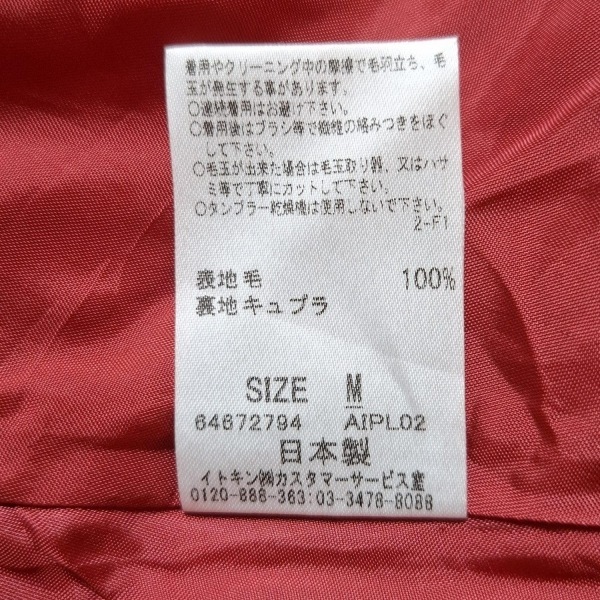 着用やクリーニング中の摩擦で毛羽立ち、毛
玉が発生する事があります。
○連続着用はお避け下さい。
○着用後はブラシ等で繊維の絡みつきをほぐ
して下さい。
○毛玉が出来た場合は毛玉取り器、又はハサ
ミ等で丁寧にカットして下さい。
○タンブラー乾燥機は使用しないで下さい。
2-F1
表地毛 100%
裏地キュプラ
SIZE M
64672794 AIPL02
日本製
イトキン㈱カスタマーサービス室
0120-888-363:03-3478-8088